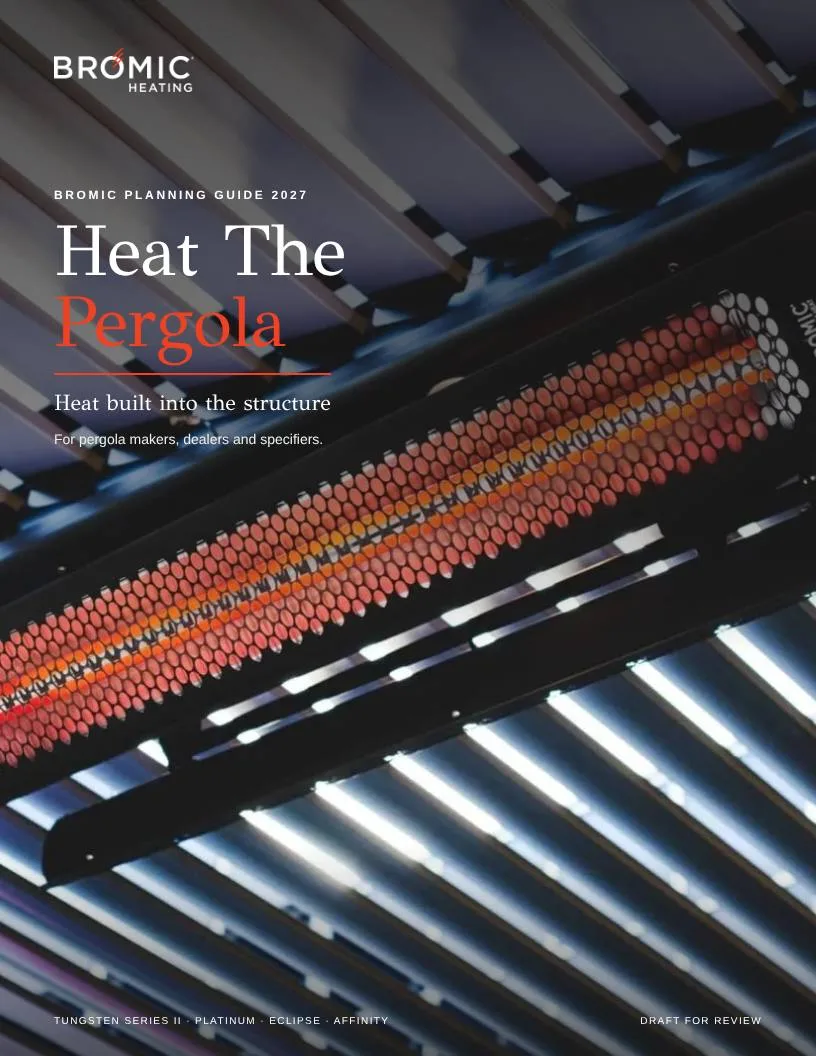 BROMIC
HEATING
BROMIC PLANNING GUIDE 2027
Heat The
Pergola
Heat built into the structure
For pergola makers, dealers and specifiers.
TUNGSTEN SERIES II · PLATINUM · ECLIPSE · AFFINITY
DRAFT FOR REVIEW